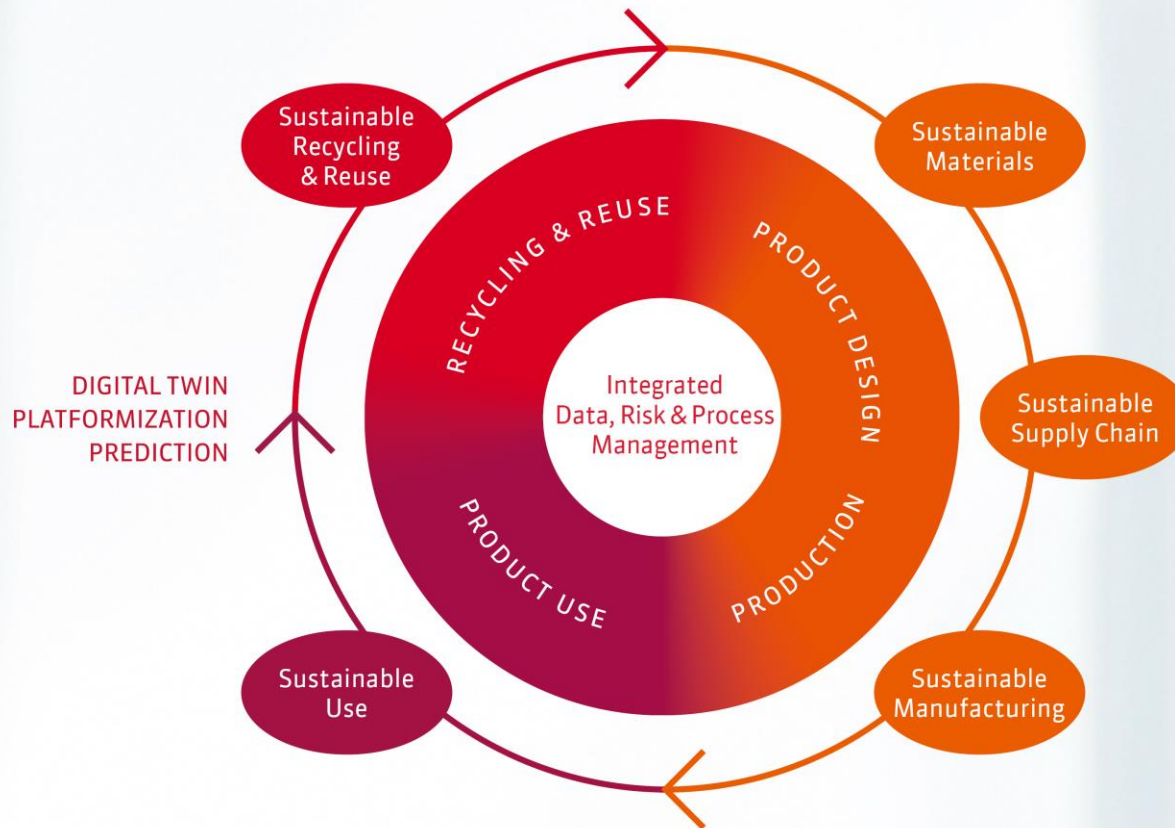 Sustainable
Recycling
& Reuse
Sustainable
Materials
RECYCLING & REUSE
PRODUCT DESIGN
DIGITAL TWIN
PLATFORMIZATION
PREDICTION
Integrated
Data, Risk & Process
Management
Sustainable
Supply Chain
PRODUCT USE
PRODUCTION
Sustainable
Use
Sustainable
Manufacturing